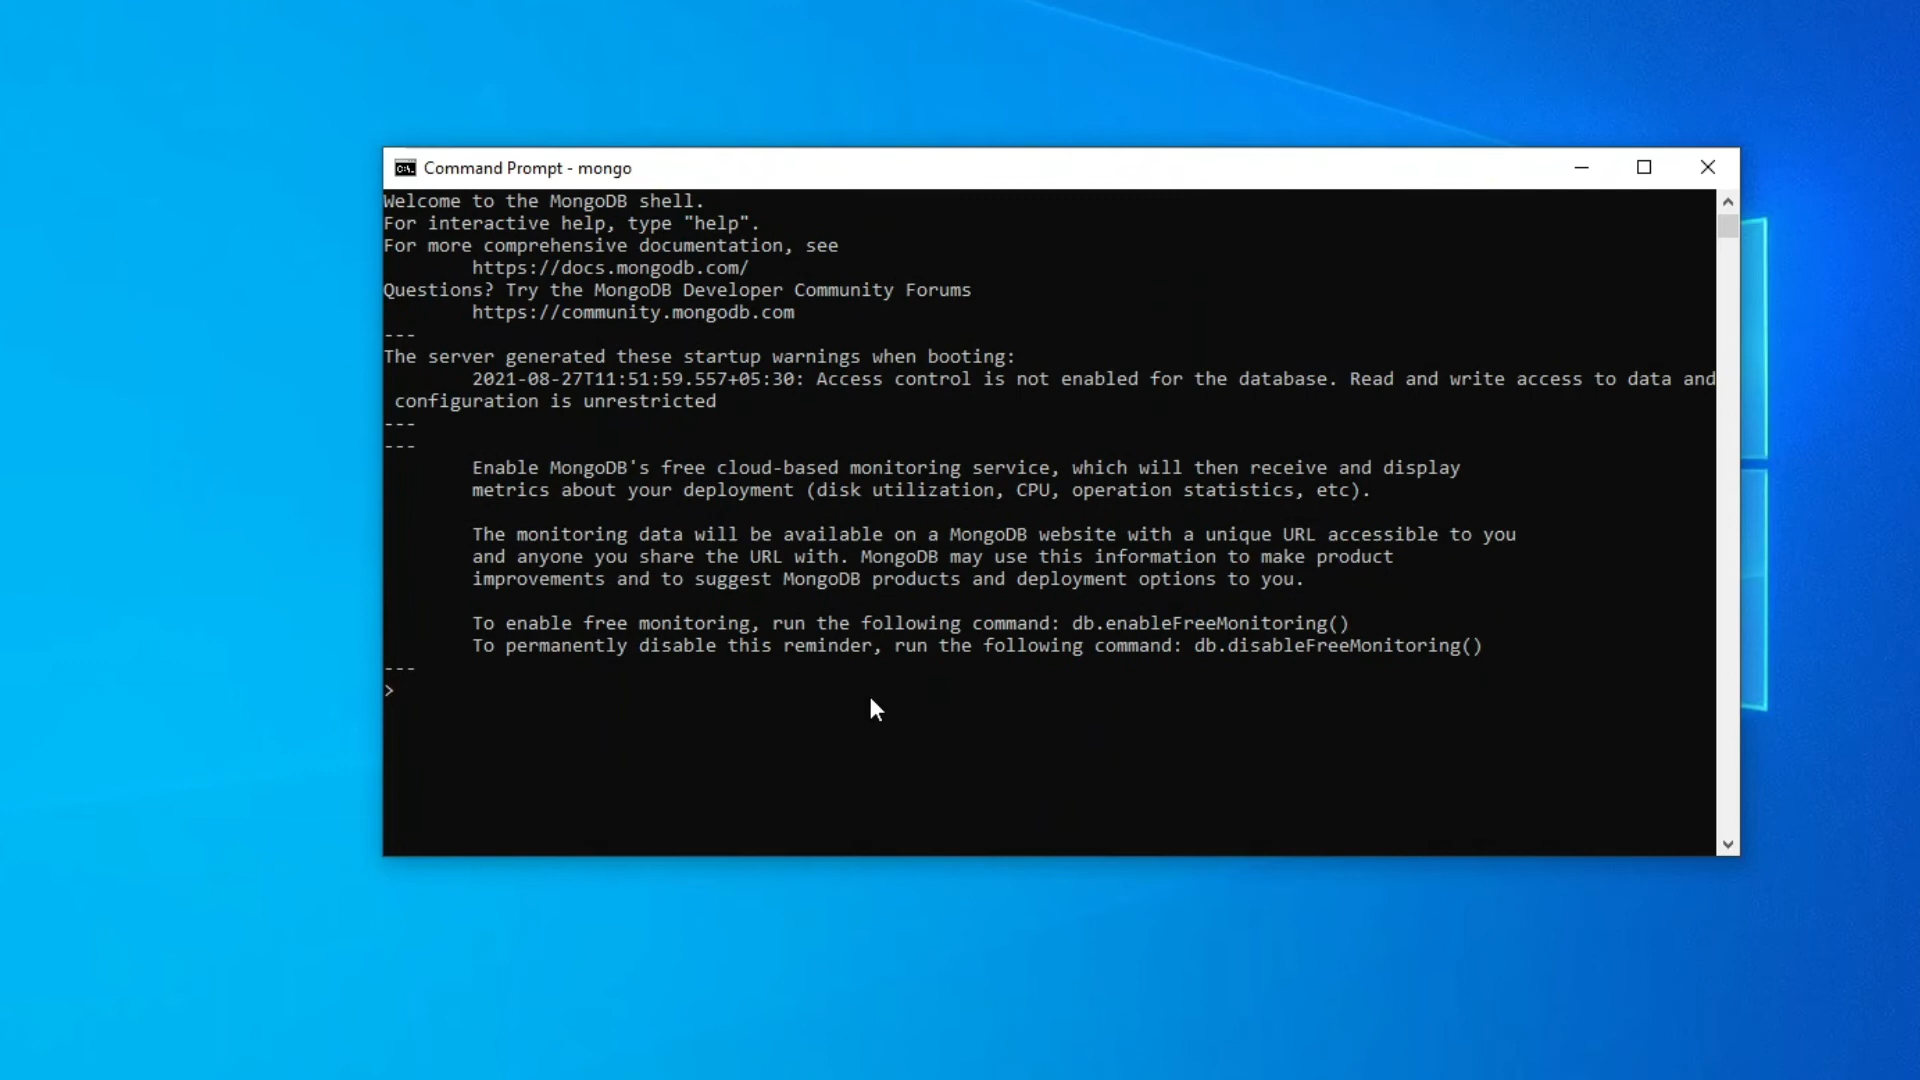 Command Prompt - mongo
Welcome to the MongoDB shell.
For interactive help, type "help".
For more comprehensive documentation, see
https://docs.mongodb.com/
Questions? Try the MongoDB Developer Community Forums
https://community.mongodb.com
---
The server generated these startup warnings when booting:
2021-08-27T11:51:59.557+05:30: Access control is not enabled for the database. Read and write access to data and
configuration is unrestricted
---
---
Enable MongoDB's free cloud-based monitoring service, which will then receive and display
metrics about your deployment (disk utilization, CPU, operation statistics, etc).
The monitoring data will be available on a MongoDB website with a unique URL accessible to you
and anyone you share the URL with. MongoDB may use this information to make product
improvements and to suggest MongoDB products and deployment options to you.
To enable free monitoring, run the following command: db.enableFreeMonitoring()
To permanently disable this reminder, run the following command: db.disableFreeMonitoring()
---
>